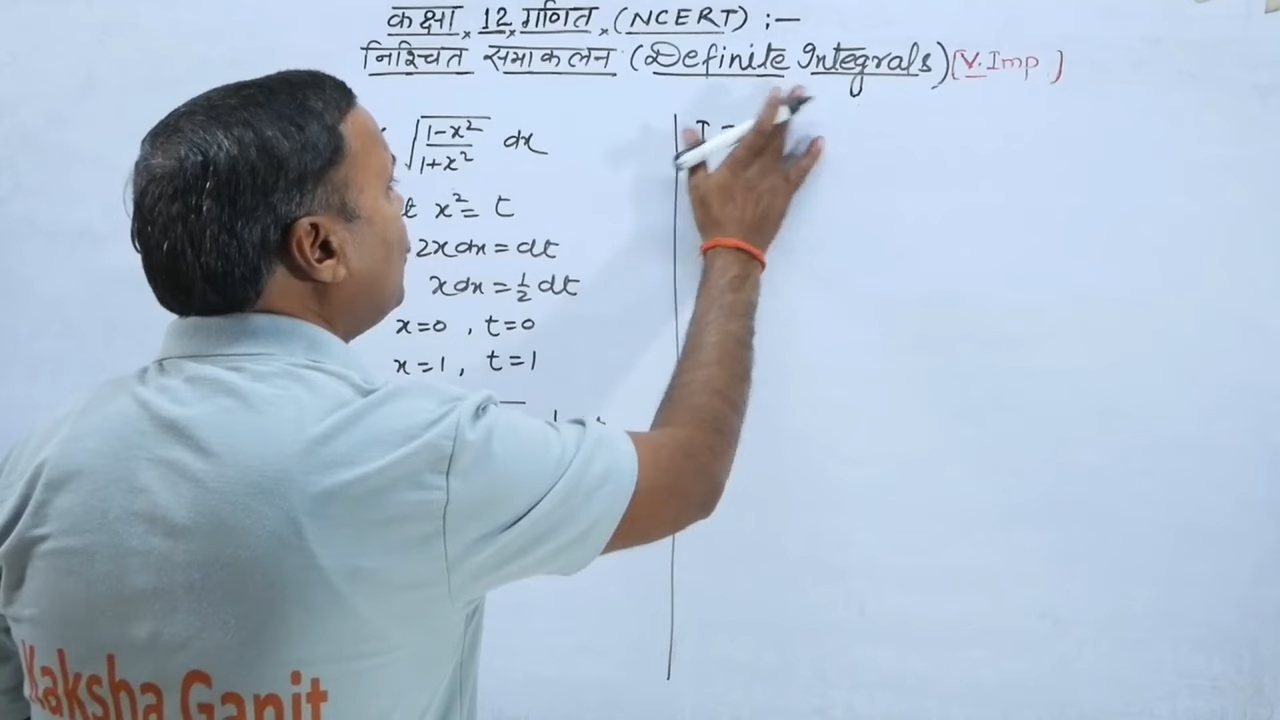 कक्षा × 12 × गणित × (NCERT) :–
निश्चित समाकलन (Definite Integrals) (V. Imp.)
√(1-x²/1+x²) dx
x² = t
2x dx = dt
x dx = ½ dt
x=0 , t=0
x=1 , t=1
I =
Kaksha Ganit